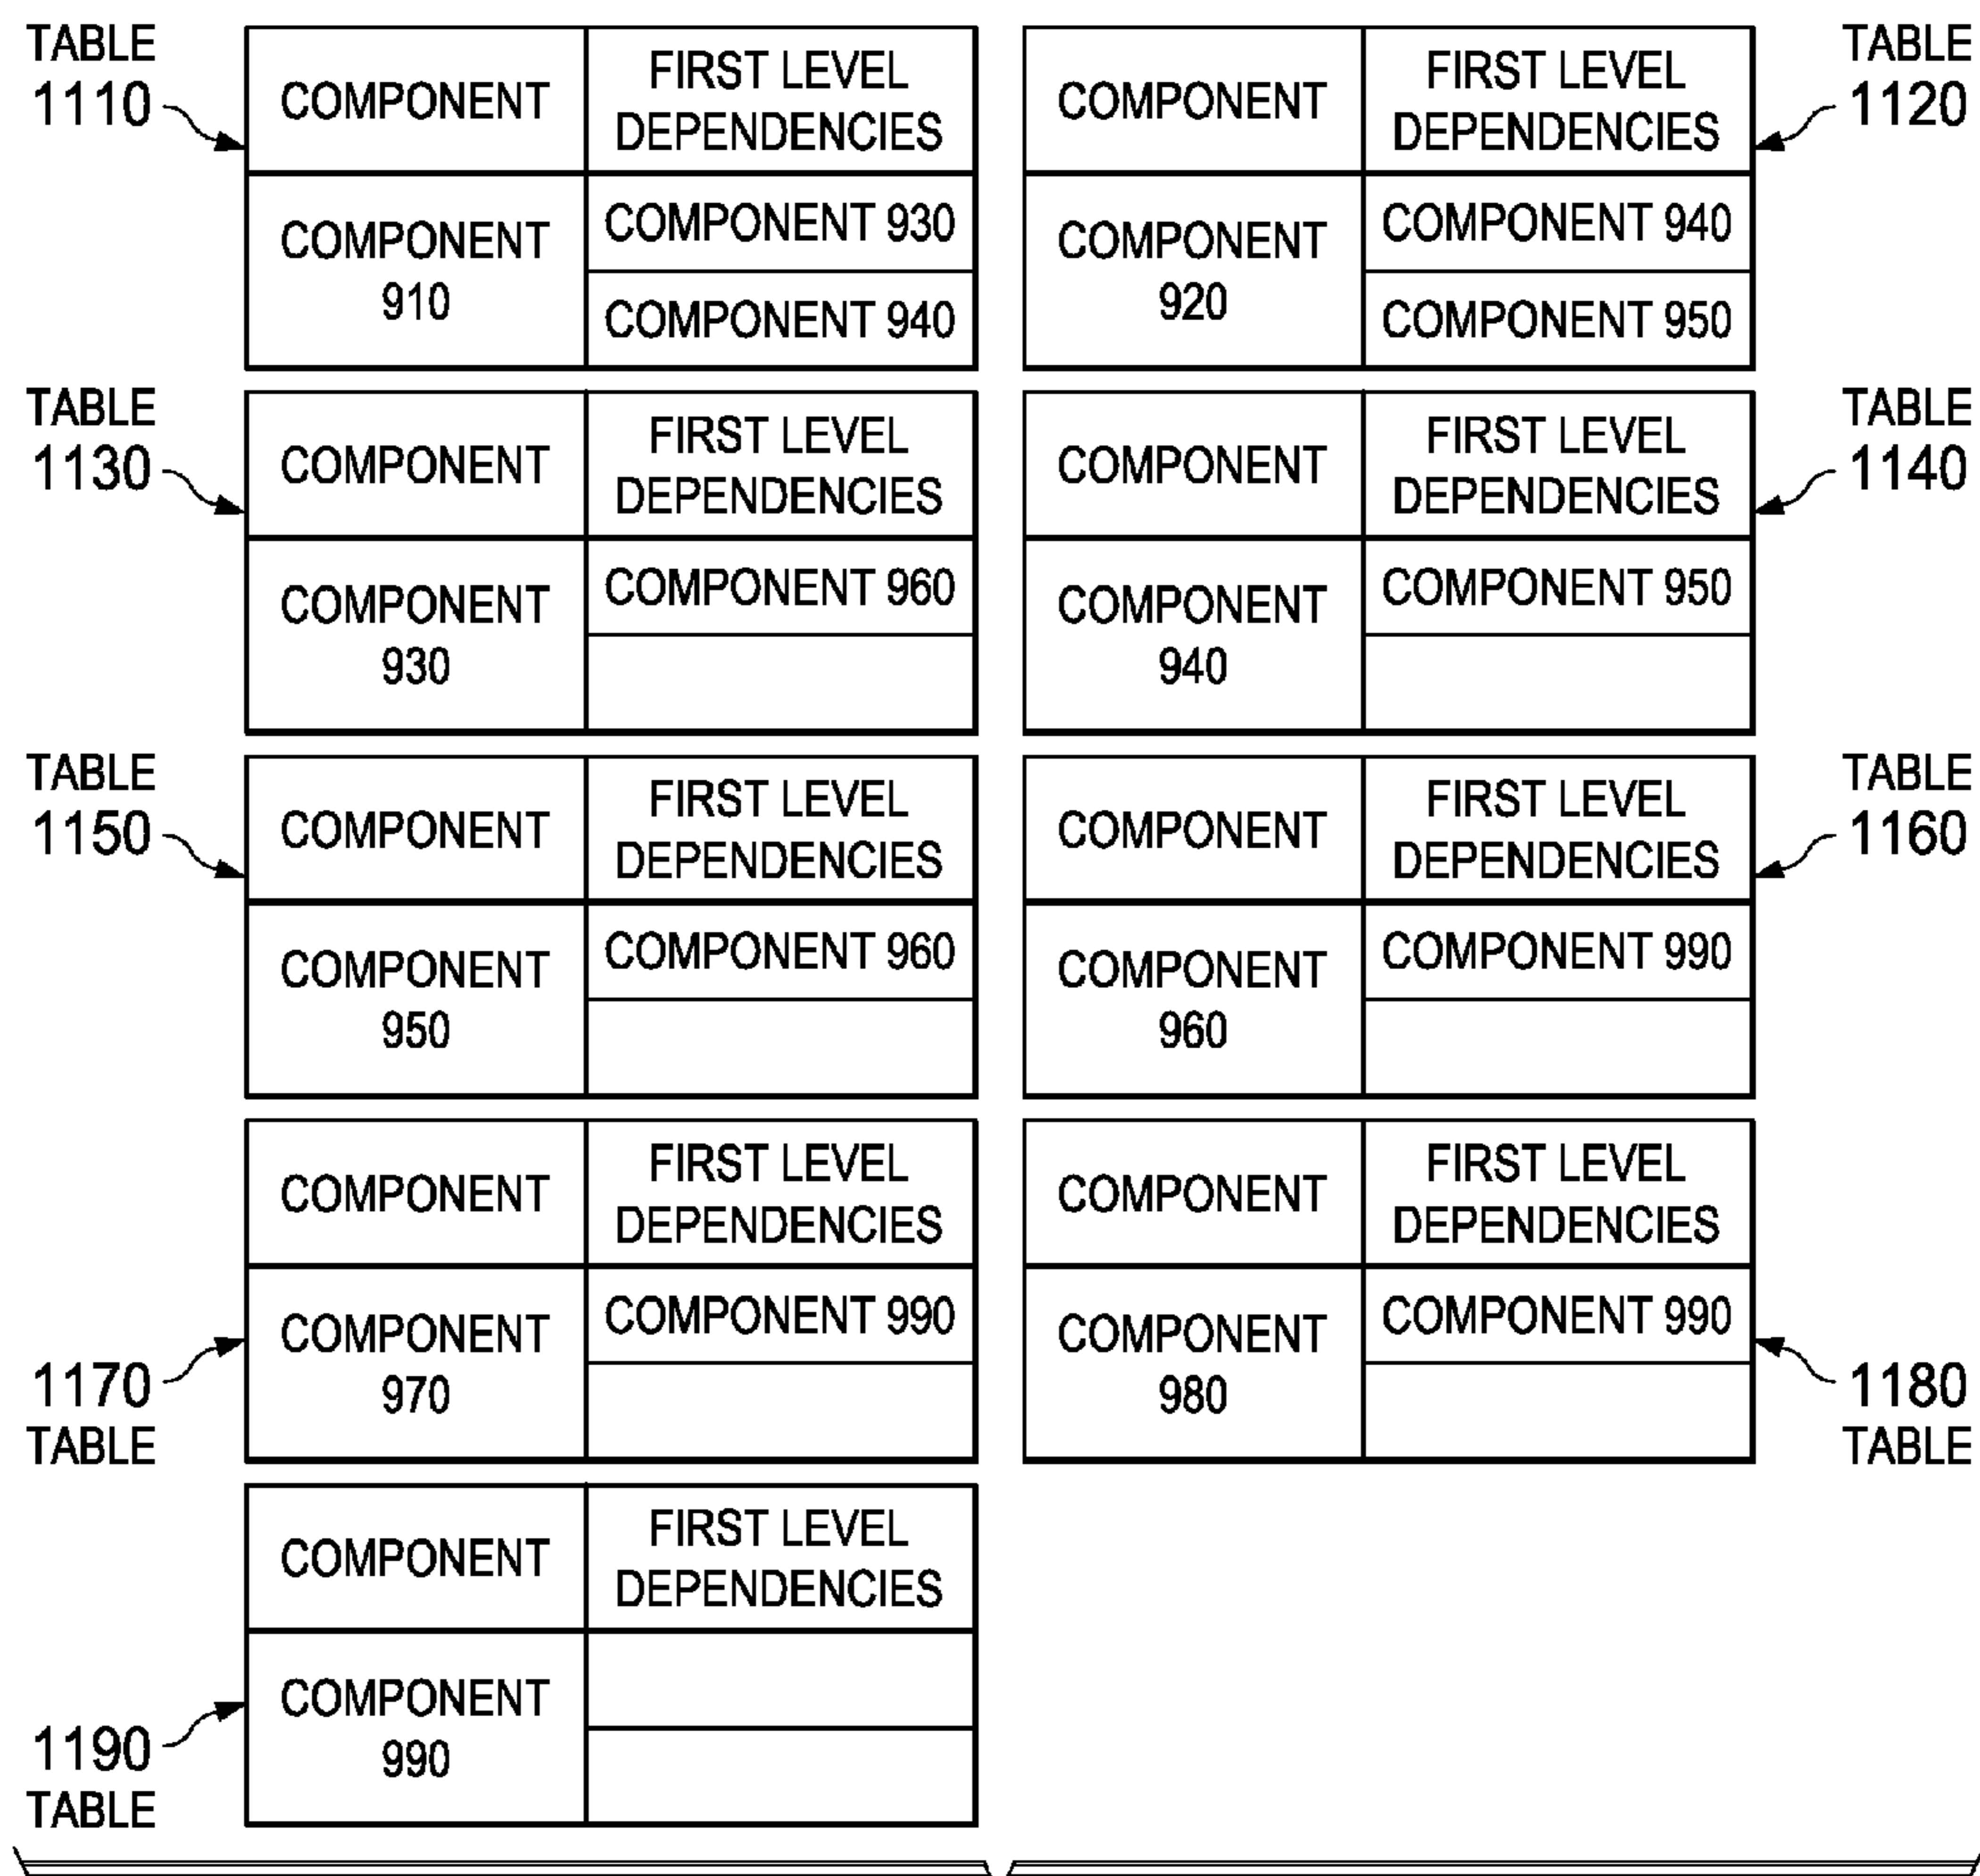 TABLE
1110
COMPONENT
FIRST LEVEL
DEPENDENCIES
COMPONENT
910
COMPONENT 930
COMPONENT 940
TABLE
1120
COMPONENT
FIRST LEVEL
DEPENDENCIES
COMPONENT
920
COMPONENT 940
COMPONENT 950
TABLE
1130
COMPONENT
FIRST LEVEL
DEPENDENCIES
COMPONENT
930
COMPONENT 960
TABLE
1140
COMPONENT
FIRST LEVEL
DEPENDENCIES
COMPONENT
940
COMPONENT 950
TABLE
1150
COMPONENT
FIRST LEVEL
DEPENDENCIES
COMPONENT
950
COMPONENT 960
TABLE
1160
COMPONENT
FIRST LEVEL
DEPENDENCIES
COMPONENT
960
COMPONENT 990
1170
TABLE
COMPONENT
FIRST LEVEL
DEPENDENCIES
COMPONENT
970
COMPONENT 990
1180
TABLE
COMPONENT
FIRST LEVEL
DEPENDENCIES
COMPONENT
980
COMPONENT 990
1190
TABLE
COMPONENT
FIRST LEVEL
DEPENDENCIES
COMPONENT
990